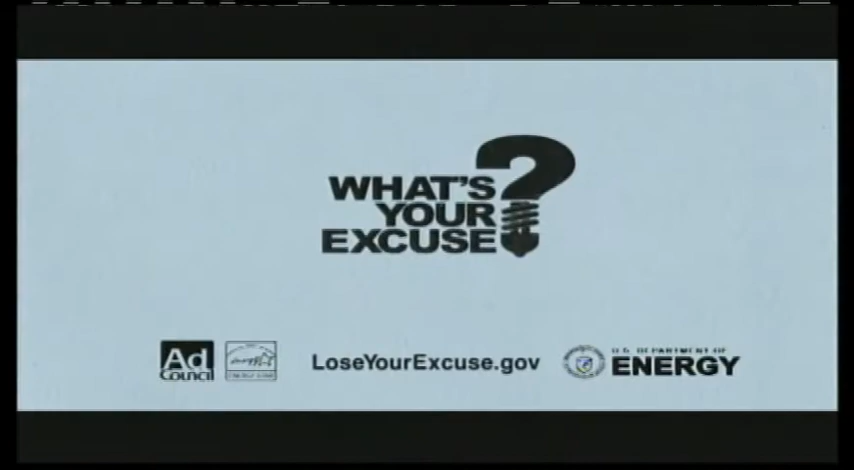 WHAT'S
YOUR
EXCUSE?
Ad
Council
LoseYourExcuse.gov
U.S. DEPARTMENT OF
ENERGY